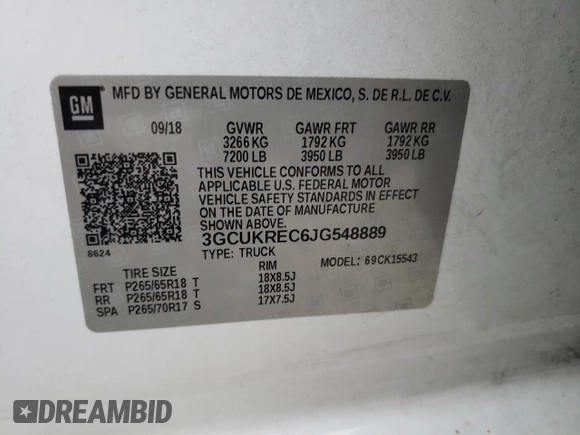 GM
MFD BY GENERAL MOTORS DE MEXICO, S. DE R.L. DE C.V.
09/18 GVWR GAWR FRT GAWR RR
3266 KG 1792 KG 1792 KG
7200 LB 3950 LB 3950 LB
THIS VEHICLE CONFORMS TO ALL
APPLICABLE U.S. FEDERAL MOTOR
VEHICLE SAFETY STANDARDS IN EFFECT
ON THE DATE OF MANUFACTURE
SHOWN ABOVE.
8624 3GCUKREC6JG548889
TYPE: TRUCK MODEL: 69CK15543
TIRE SIZE RIM
FRT P265/65R18 T 18X8.5J
RR P265/65R18 T 18X8.5J
SPA P265/70R17 S 17X7.5J
DREAMBID